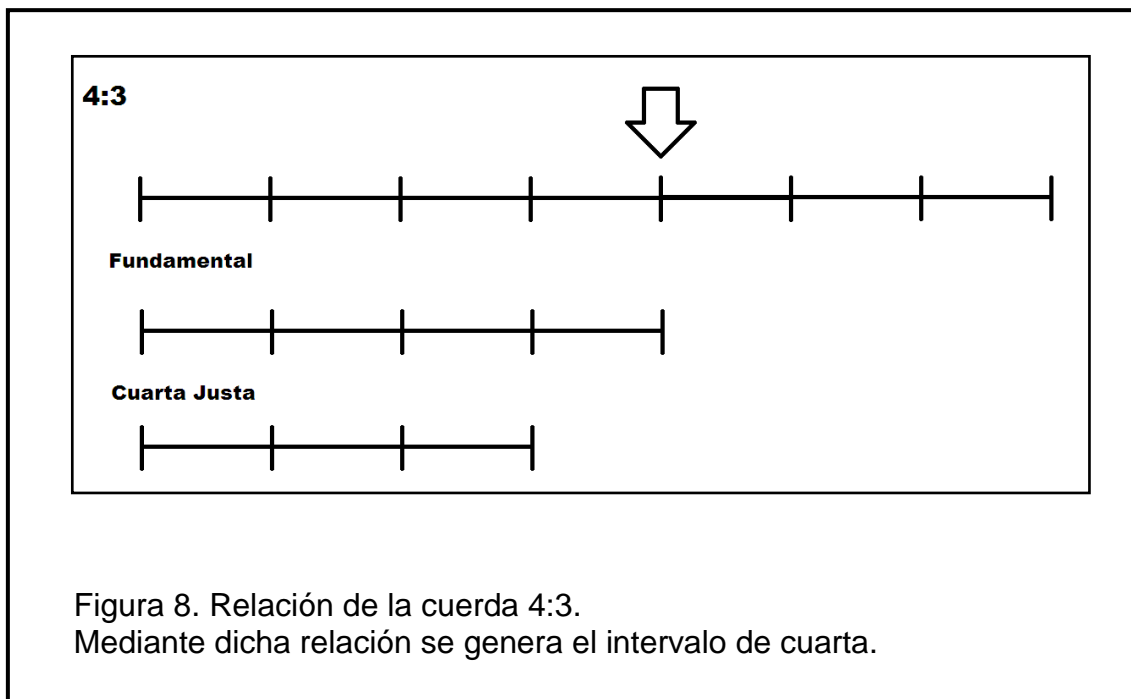 4:3
Fundamental
Cuarta Justa
Figura 8. Relación de la cuerda 4:3.
Mediante dicha relación se genera el intervalo de cuarta.